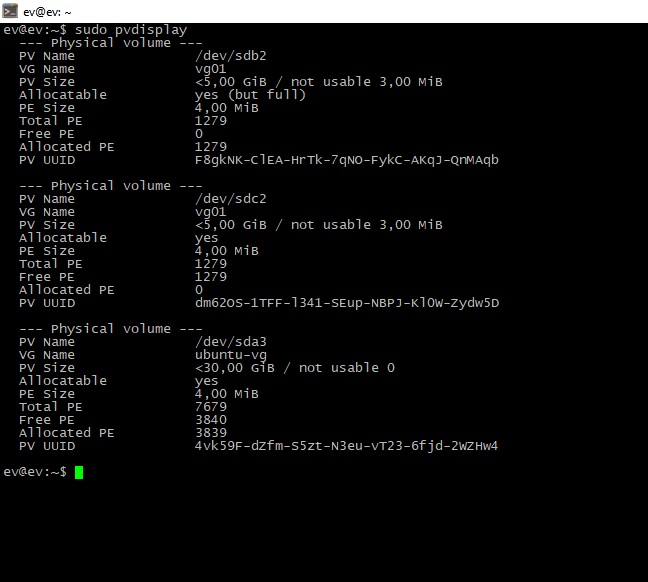 ev@ev: ~
ev@ev:~$ sudo pvdisplay
  --- Physical volume ---
  PV Name               /dev/sdb2
  VG Name               vg01
  PV Size               <5,00 GiB / not usable 3,00 MiB
  Allocatable           yes (but full)
  PE Size               4,00 MiB
  Total PE              1279
  Free PE               0
  Allocated PE          1279
  PV UUID               F8gkNK-ClEA-HrTk-7qNO-FykC-AKqJ-QnMAqb

  --- Physical volume ---
  PV Name               /dev/sdc2
  VG Name               vg01
  PV Size               <5,00 GiB / not usable 3,00 MiB
  Allocatable           yes
  PE Size               4,00 MiB
  Total PE              1279
  Free PE               1279
  Allocated PE          0
  PV UUID               dm62OS-1TFF-l341-SEup-NBPJ-Kl0W-Zydw5D

  --- Physical volume ---
  PV Name               /dev/sda3
  VG Name               ubuntu-vg
  PV Size               <30,00 GiB / not usable 0
  Allocatable           yes
  PE Size               4,00 MiB
  Total PE              7679
  Free PE               3840
  Allocated PE          3839
  PV UUID               4vk59F-dZfm-S5zt-N3eu-vT23-6fjd-2WZHw4

ev@ev:~$